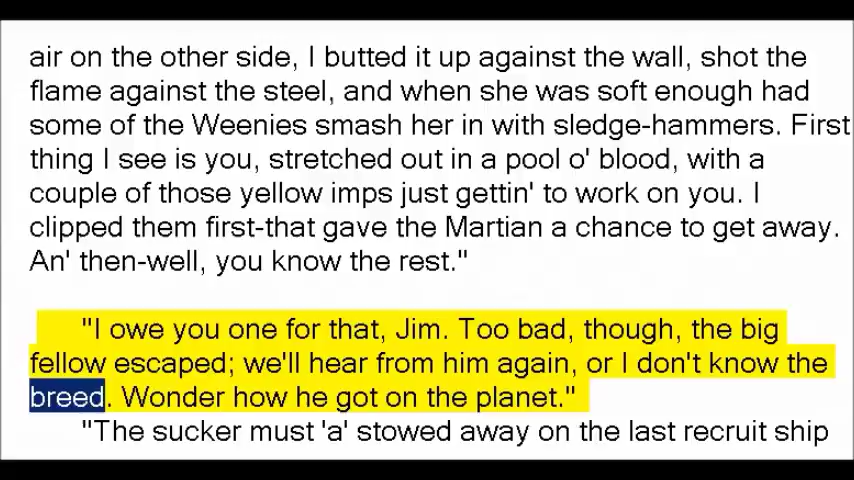 air on the other side, I butted it up against the wall, shot the
flame against the steel, and when she was soft enough had
some of the Weenies smash her in with sledge-hammers. First
thing I see is you, stretched out in a pool o' blood, with a
couple of those yellow imps just gettin' to work on you. I
clipped them first-that gave the Martian a chance to get away.
An' then-well, you know the rest."
"I owe you one for that, Jim. Too bad, though, the big
fellow escaped; we'll hear from him again, or I don't know the
breed. Wonder how he got on the planet."
"The sucker must 'a' stowed away on the last recruit ship